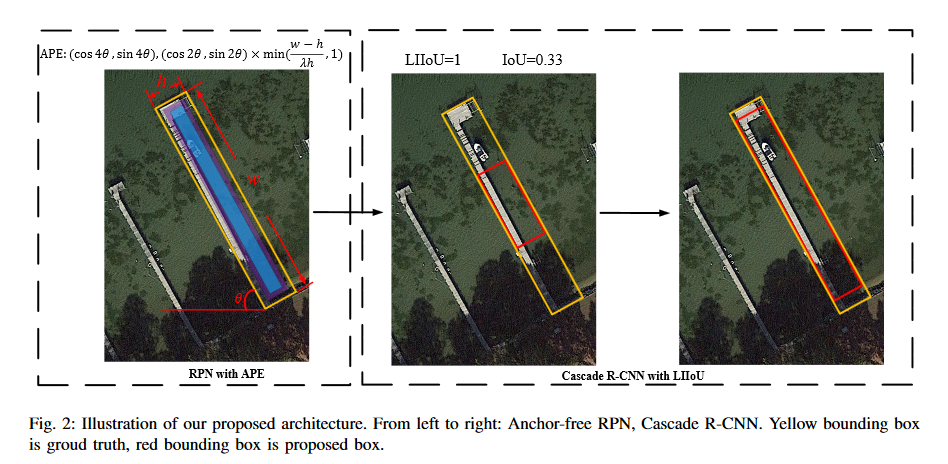 APE: (cos 4θ, sin 4θ), (cos 2θ, sin 2θ) × min(\frac{w − h}{λh}, 1)
LIIoU=1 IoU=0.33
h
w
θ
RPN with APE
Cascade R-CNN with LIIoU
Fig. 2: Illustration of our proposed architecture. From left to right: Anchor-free RPN, Cascade R-CNN. Yellow bounding box
is groud truth, red bounding box is proposed box.